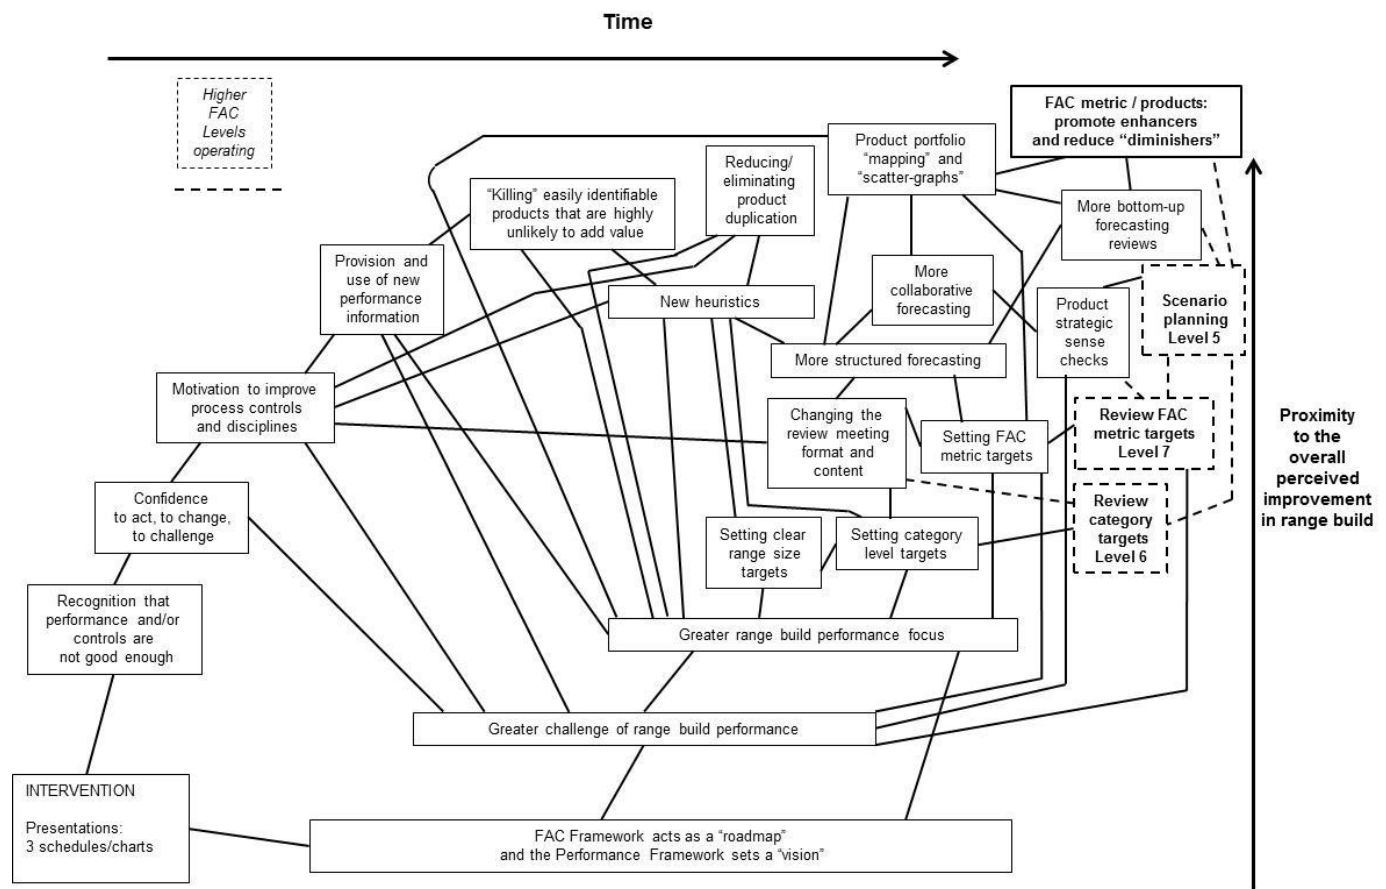 Time
Higher
FAC
Levels
operating
FAC metric / products:
promote enhancers
and reduce “diminishers”
Product portfolio
“mapping” and
“scatter-graphs”
Reducing/
eliminating
product
duplication
“Killing” easily identifiable
products that are highly
unlikely to add value
More bottom-up
forecasting
reviews
Provision and
use of new
performance
information
More
collaborative
forecasting
New heuristics
Product
strategic
sense
checks
Scenario
planning
Level 5
More structured forecasting
Motivation to improve
process controls
and disciplines
Changing the
review meeting
format and
content
Setting FAC
metric targets
Review FAC
metric targets
Level 7
Proximity
to the
overall
perceived
improvement
in range build
Confidence
to act, to change,
to challenge
Review
category
targets
Level 6
Setting clear
range size
targets
Setting category
level targets
Recognition that
performance and/or
controls are
not good enough
Greater range build performance focus
Greater challenge of range build performance
INTERVENTION
Presentations:
3 schedules/charts
FAC Framework acts as a “roadmap”
and the Performance Framework sets a “vision”